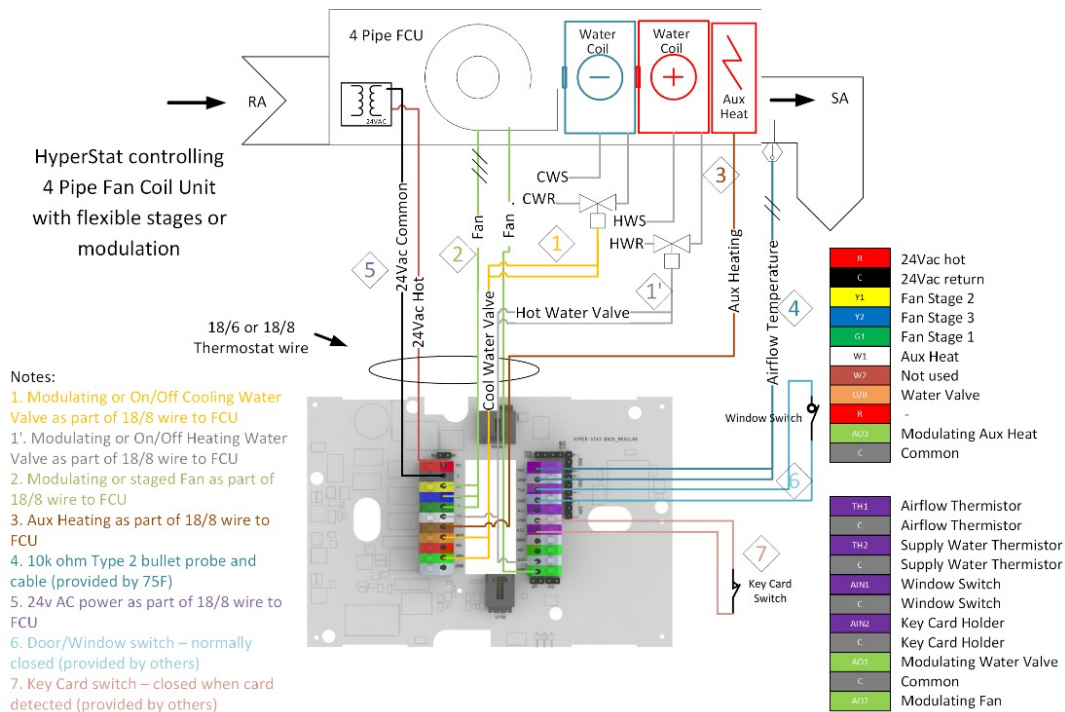 4 Pipe FCU
Water
Coil
Water
Coil
24VAC
Aux
Heat
RA
SA
HyperStat controlling
4 Pipe Fan Coil Unit
with flexible stages or
modulation
CWS
CWR
HWS
HWR
1
1'
2
3
4
5
6
7
24Vac Common
24Vac Hot
Fan
Fan .
Cool Water Valve
Hot Water Valve
Aux Heating
Airflow Temperature
18/6 or 18/8
Thermostat wire
Window Switch
Key Card
Switch
HYPER-STAT-BACK_REGULAR
Notes:
1. Modulating or On/Off Cooling Water
Valve as part of 18/8 wire to FCU
1'. Modulating or On/Off Heating Water
Valve as part of 18/8 wire to FCU
2. Modulating or staged Fan as part of
18/8 wire to FCU
3. Aux Heating as part of 18/8 wire to
FCU
4. 10k ohm Type 2 bullet probe and
cable (provided by 75F)
5. 24v AC power as part of 18/8 wire to
FCU
6. Door/Window switch – normally
closed (provided by others)
7. Key Card switch – closed when card
detected (provided by others)
R 24Vac hot
C 24Vac return
Y1 Fan Stage 2
Y2 Fan Stage 3
G1 Fan Stage 1
W1 Aux Heat
W2 Not used
O/B Water Valve
R -
AO3 Modulating Aux Heat
C Common
TH1 Airflow Thermistor
C Airflow Thermistor
TH2 Supply Water Thermistor
C Supply Water Thermistor
AIN1 Window Switch
C Window Switch
AIN2 Key Card Holder
C Key Card Holder
AO1 Modulating Water Valve
C Common
AO2 Modulating Fan